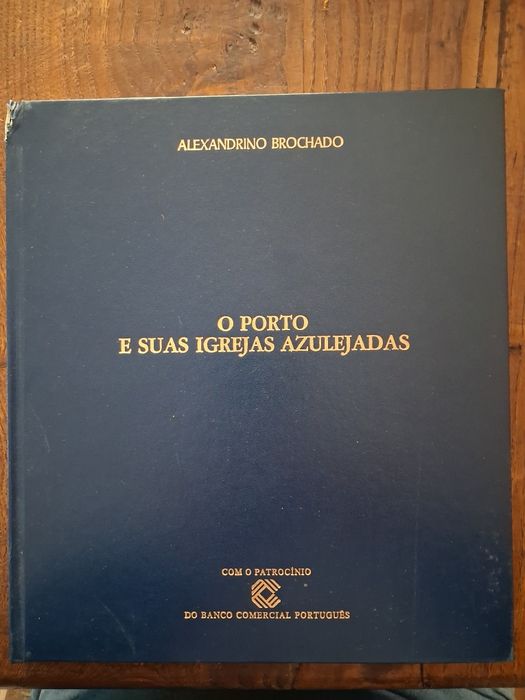 ALEXANDRINO BROCHADO
O PORTO
E SUAS IGREJAS AZULEJADAS
COM O PATROCÍNIO
DO BANCO COMERCIAL PORTUGUÊS